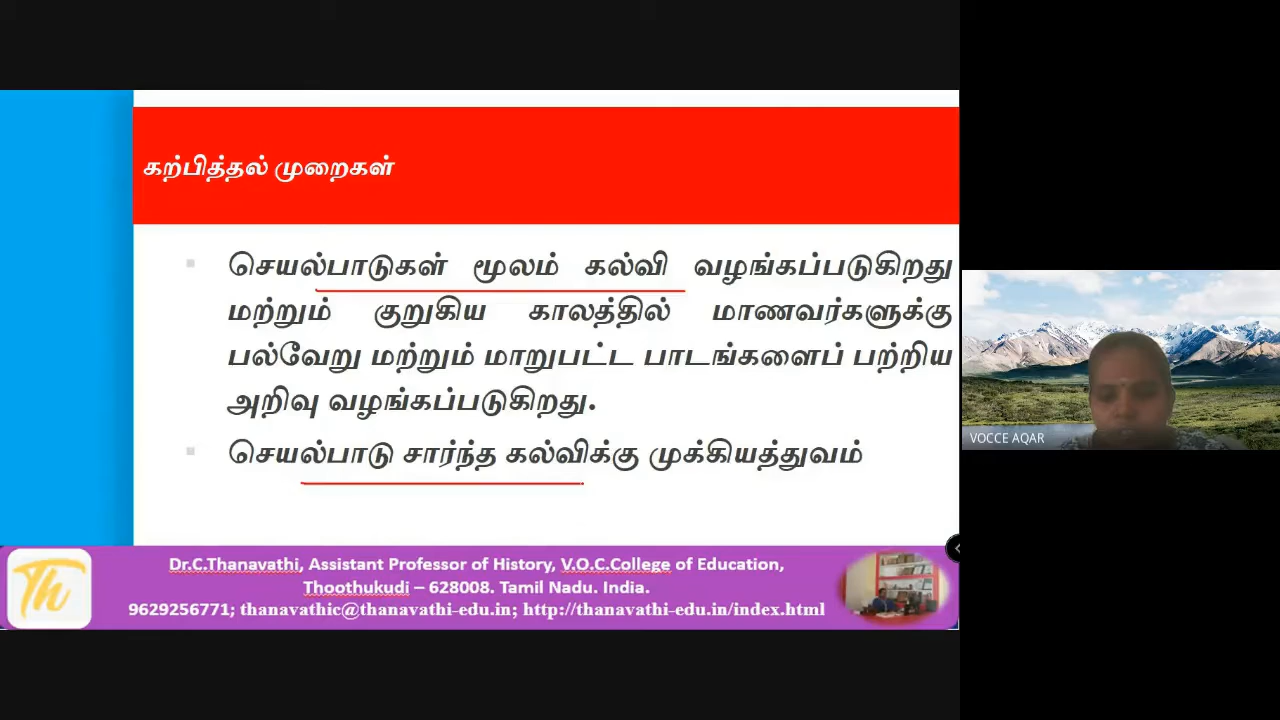 கற்பித்தல் முறைகள்
செயல்பாடுகள் மூலம் கல்வி வழங்கப்படுகிறது
மற்றும் குறுகிய காலத்தில் மாணவர்களுக்கு
பல்வேறு மற்றும் மாறுபட்ட பாடங்களைப் பற்றிய
அறிவு வழங்கப்படுகிறது.
செயல்பாடு சார்ந்த கல்விக்கு முக்கியத்துவம்
VOCCE AQAR
Th
Dr.C.Thanavathi, Assistant Professor of History, V.O.C.College of Education,
Thoothukudi – 628008. Tamil Nadu. India.
9629256771; thanavathic@thanavathi-edu.in; http://thanavathi-edu.in/index.html